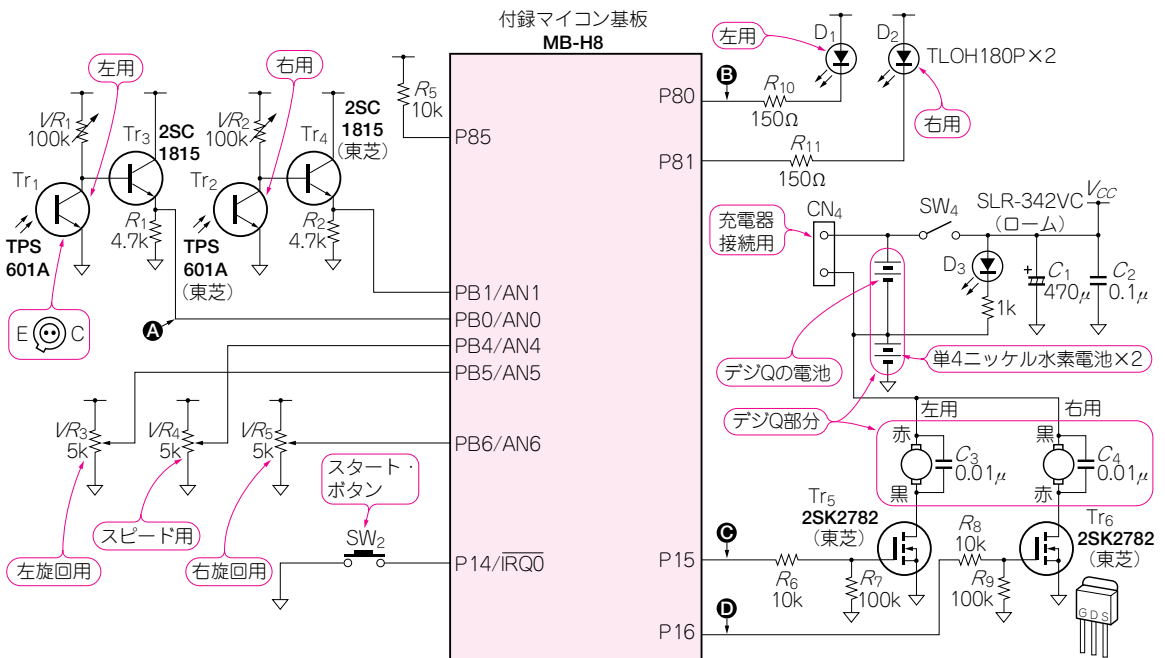 付録マイコン基板
MB-H8
左用
右用
VR1
100k
Tr3
2SC
1815
Tr1
TPS
601A
R1
4.7k
VR2
100k
Tr4
2SC
1815
(東芝)
Tr2
TPS
601A
(東芝)
R2
4.7k
R5
10k
E C
A
P85
PB1/AN1
PB0/AN0
PB4/AN4
PB5/AN5
PB6/AN6
P14/IRQ0
VR3
5k
VR4
5k
VR5
5k
左旋回用
スピード用
右旋回用
スタート・
ボタン
SW2
P80
P81
P15
P16
B
左用
D1
D2
TLOH180P×2
右用
R10
150Ω
R11
150Ω
充電器
接続用
CN4
SW4
SLR-342VC
(ローム)
VCC
D3
1k
+
C1
470μ
C2
0.1μ
デジQの電池
単4ニッケル水素電池×2
デジQ部分
左用
右用
赤
黒
C3
0.01μ
黒
赤
C4
0.01μ
Tr5
2SK2782
(東芝)
Tr6
2SK2782
(東芝)
C
R6
10k
R7
100k
R8
10k
R9
100k
D
G D S